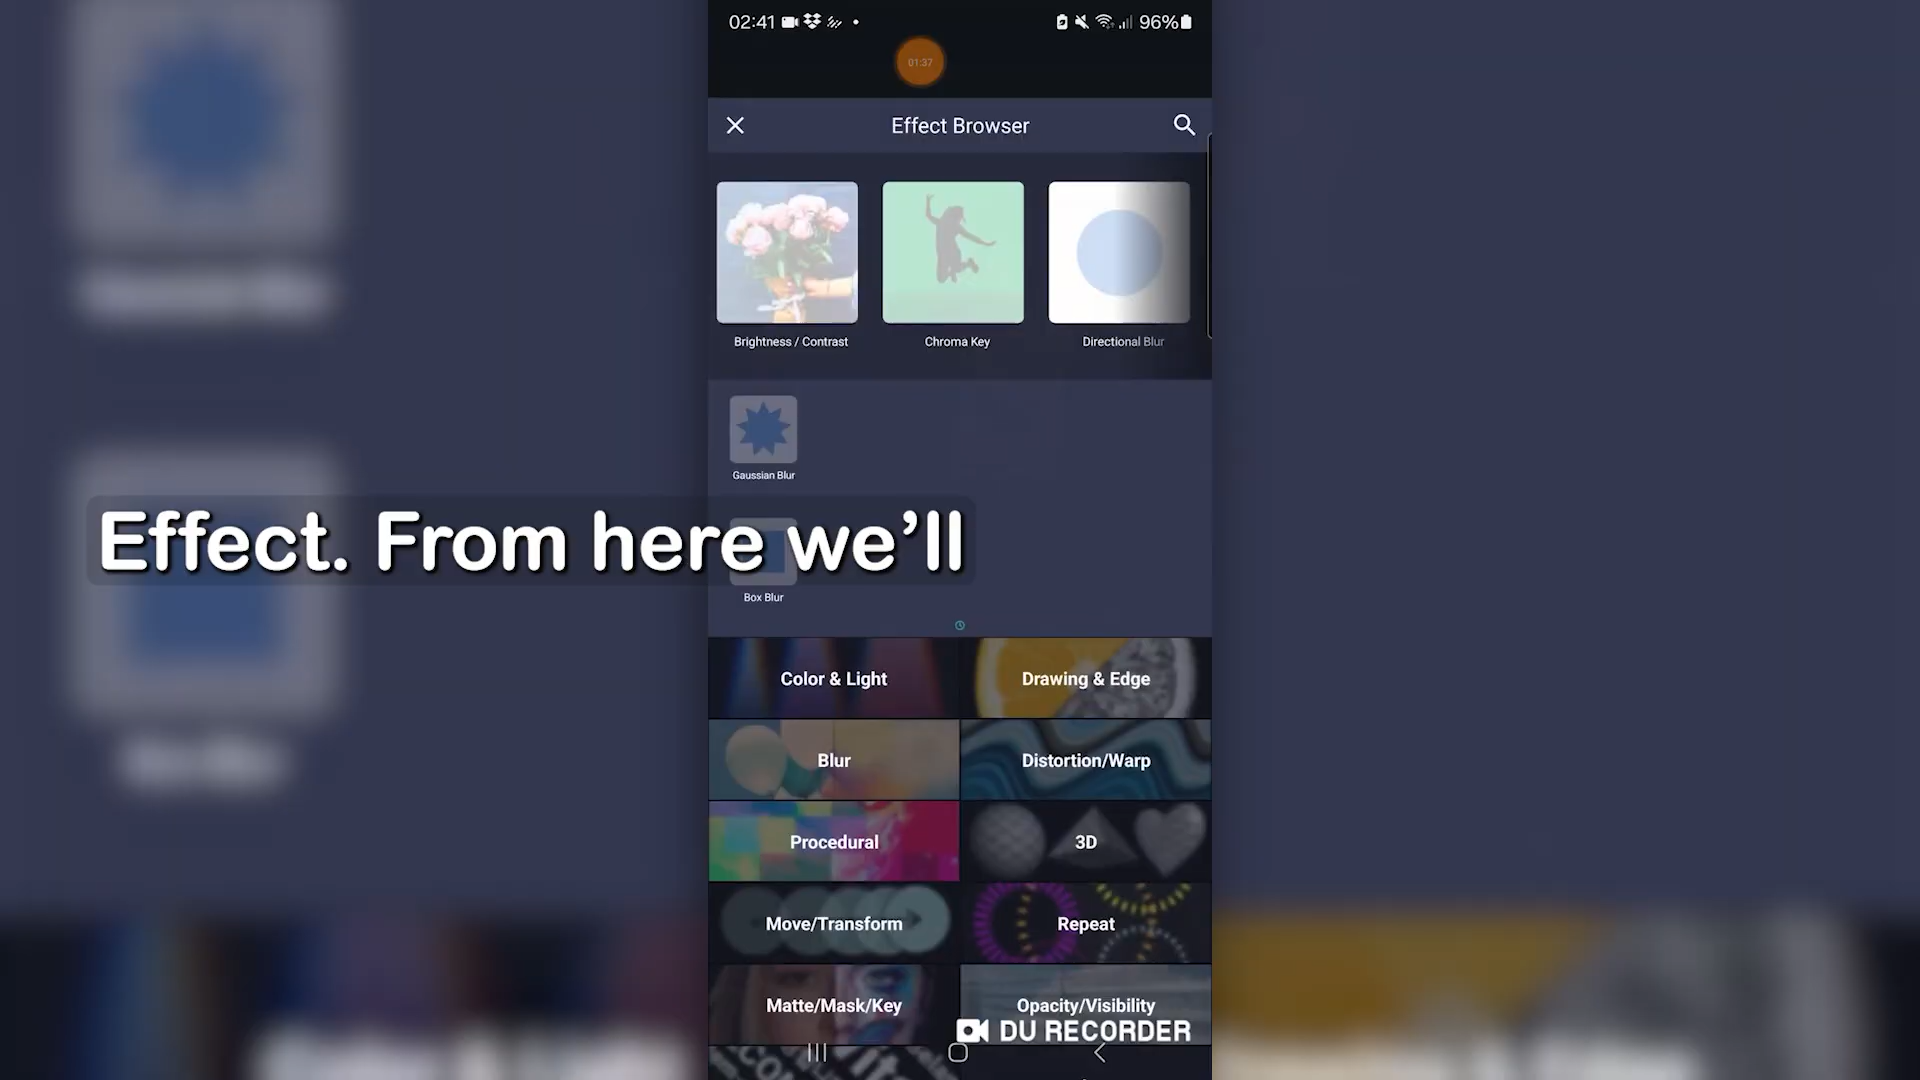 02:41
96%
01:37
Effect Browser
Brightness / Contrast
Chroma Key
Directional Blur
Gaussian Blur
Effect. From here we’ll
Box Blur
Color & Light
Drawing & Edge
Blur
Distortion/Warp
Procedural
3D
Move/Transform
Repeat
Matte/Mask/Key
Opacity/Visibility
DU RECORDER